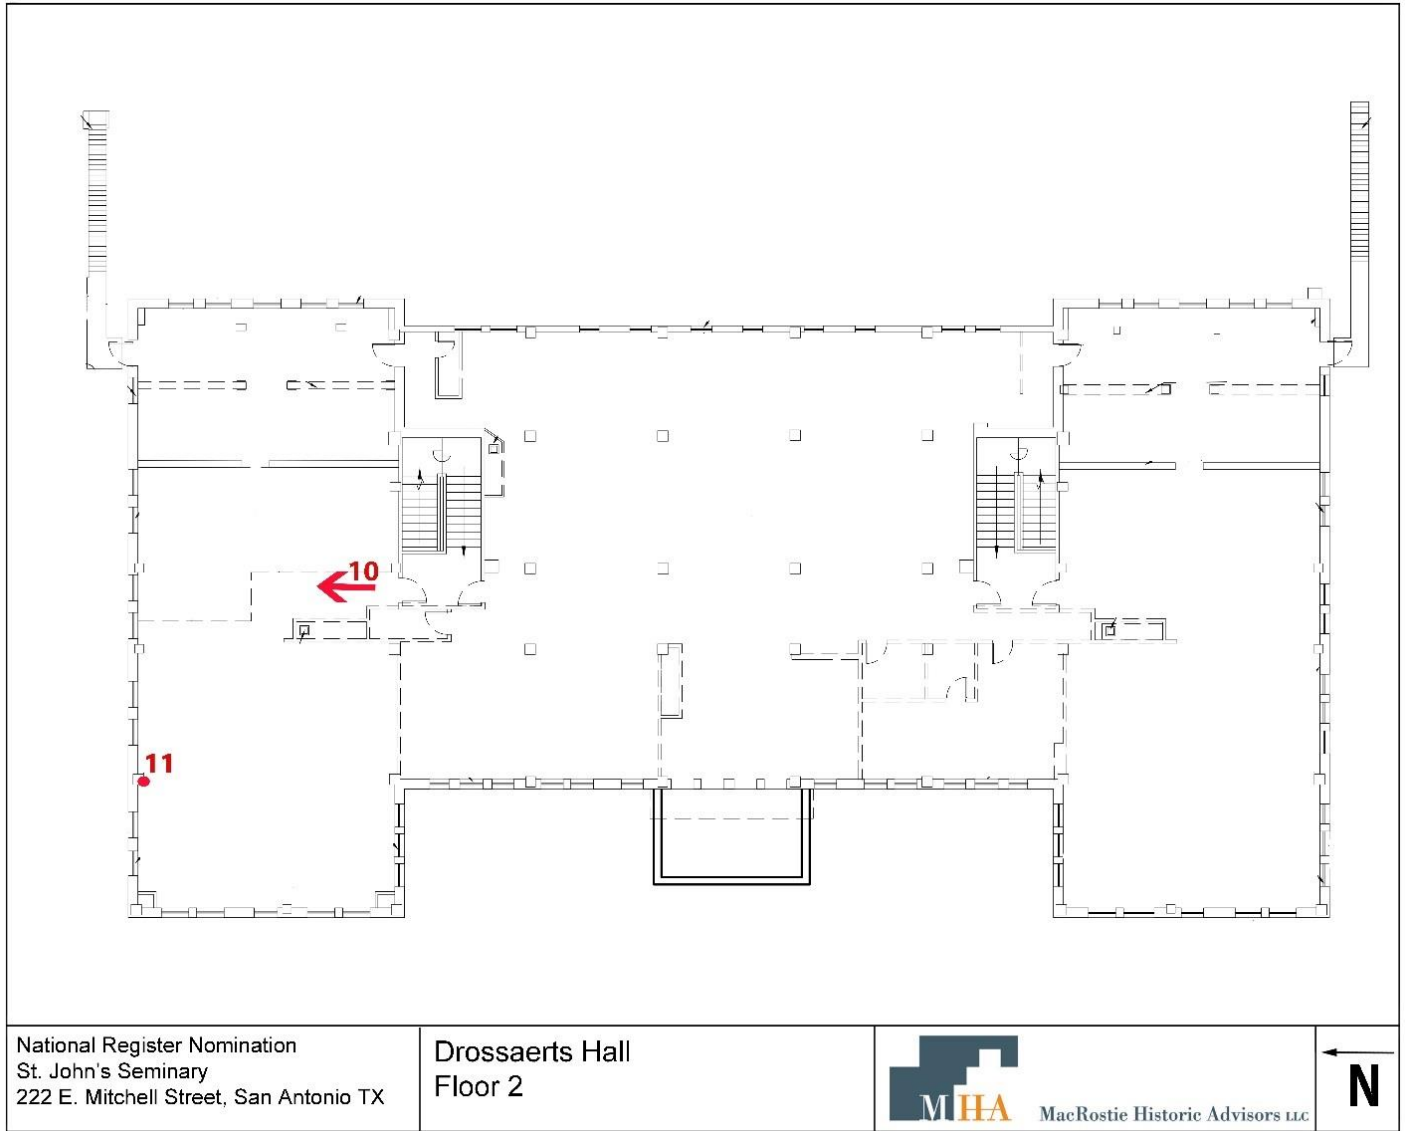 10
11
National Register Nomination
St. John's Seminary
222 E. Mitchell Street, San Antonio TX
Drossaerts Hall
Floor 2
MHA
MacRostie Historic Advisors LLC
N